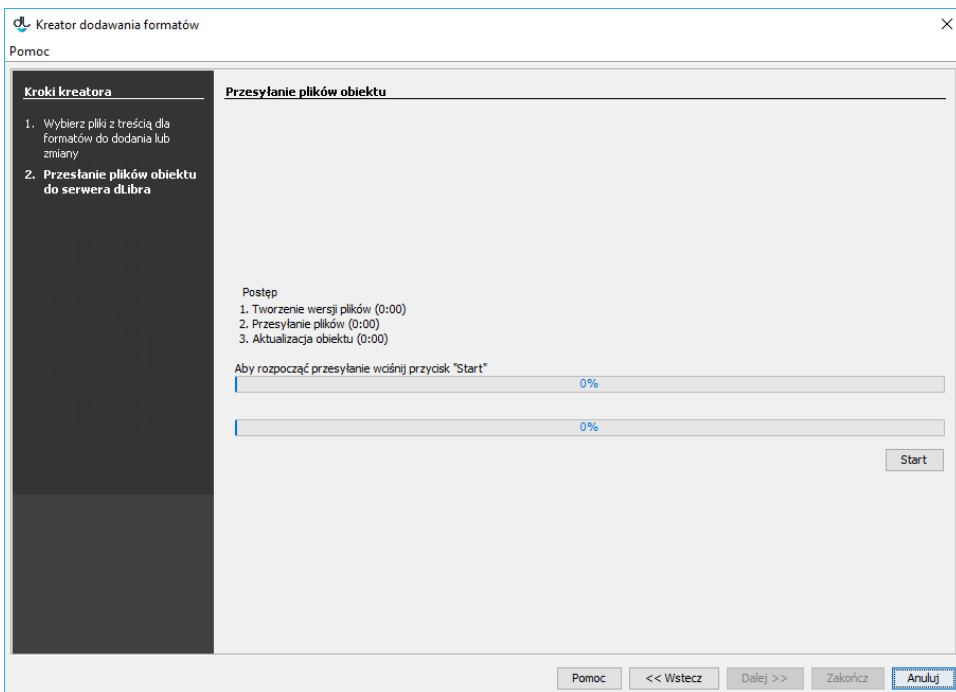 Kreator dodawania formatów
Pomoc
Kroki kreatora
1. Wybierz pliki z treścią dla
formatów do dodania lub
zmiany
2. Przesłanie plików obiektu
do serwera dLibra
Przesyłanie plików obiektu
Postęp
1. Tworzenie wersji plików (0:00)
2. Przesyłanie plików (0:00)
3. Aktualizacja obiektu (0:00)
Aby rozpocząć przesyłanie wciśnij przycisk "Start"
0%
0%
Start
Pomoc
<< Wstecz
Dalej >>
Zakończ
Anuluj